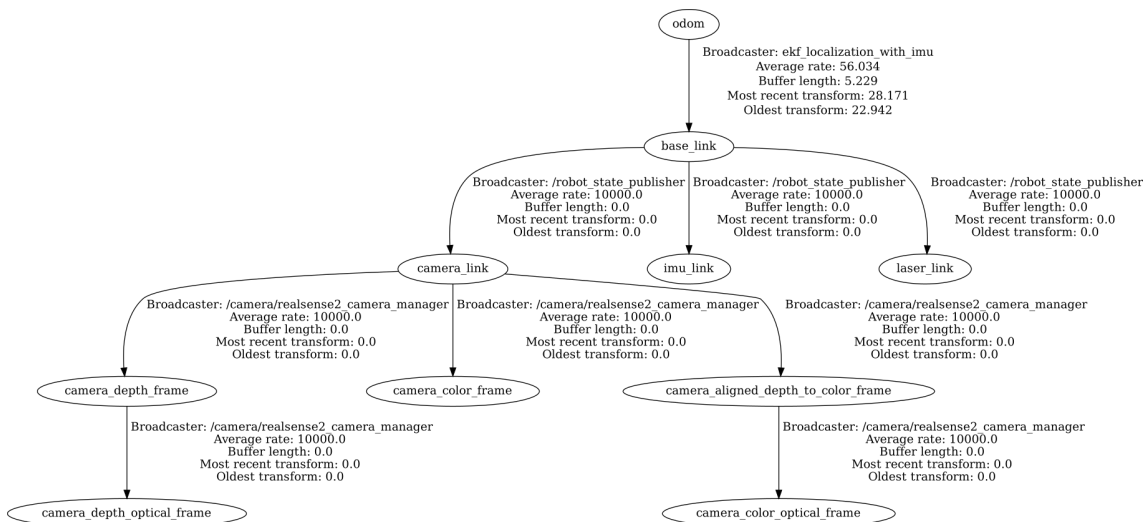 odom
Broadcaster: ekf_localization_with_imu
Average rate: 56.034
Buffer length: 5.229
Most recent transform: 28.171
Oldest transform: 22.942
base_link
Broadcaster: /robot_state_publisher
Average rate: 10000.0
Buffer length: 0.0
Most recent transform: 0.0
Oldest transform: 0.0
Broadcaster: /robot_state_publisher
Average rate: 10000.0
Buffer length: 0.0
Most recent transform: 0.0
Oldest transform: 0.0
Broadcaster: /robot_state_publisher
Average rate: 10000.0
Buffer length: 0.0
Most recent transform: 0.0
Oldest transform: 0.0
camera_link
imu_link
laser_link
Broadcaster: /camera/realsense2_camera_manager
Average rate: 10000.0
Buffer length: 0.0
Most recent transform: 0.0
Oldest transform: 0.0
Broadcaster: /camera/realsense2_camera_manager
Average rate: 10000.0
Buffer length: 0.0
Most recent transform: 0.0
Oldest transform: 0.0
Broadcaster: /camera/realsense2_camera_manager
Average rate: 10000.0
Buffer length: 0.0
Most recent transform: 0.0
Oldest transform: 0.0
camera_depth_frame
camera_color_frame
camera_aligned_depth_to_color_frame
Broadcaster: /camera/realsense2_camera_manager
Average rate: 10000.0
Buffer length: 0.0
Most recent transform: 0.0
Oldest transform: 0.0
Broadcaster: /camera/realsense2_camera_manager
Average rate: 10000.0
Buffer length: 0.0
Most recent transform: 0.0
Oldest transform: 0.0
camera_depth_optical_frame
camera_color_optical_frame